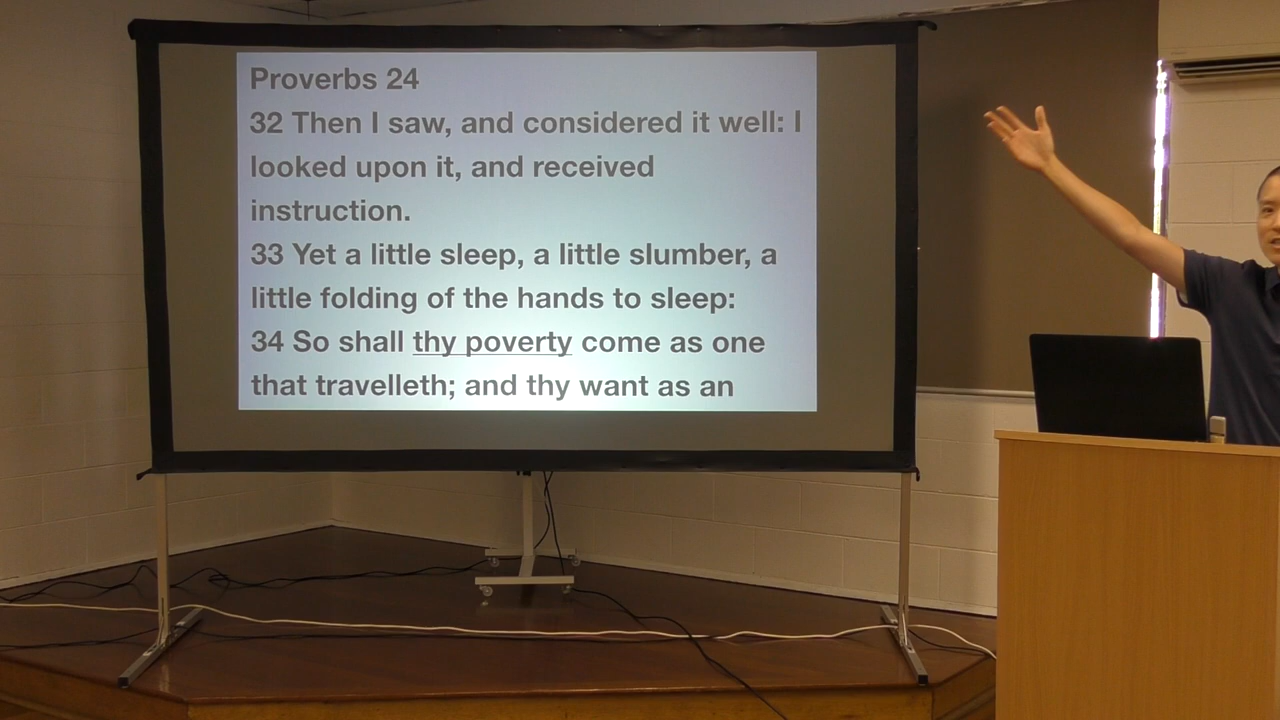 Proverbs 24
32 Then I saw, and considered it well: I
looked upon it, and received
instruction.
33 Yet a little sleep, a little slumber, a
little folding of the hands to sleep:
34 So shall thy poverty come as one
that travelleth; and thy want as an